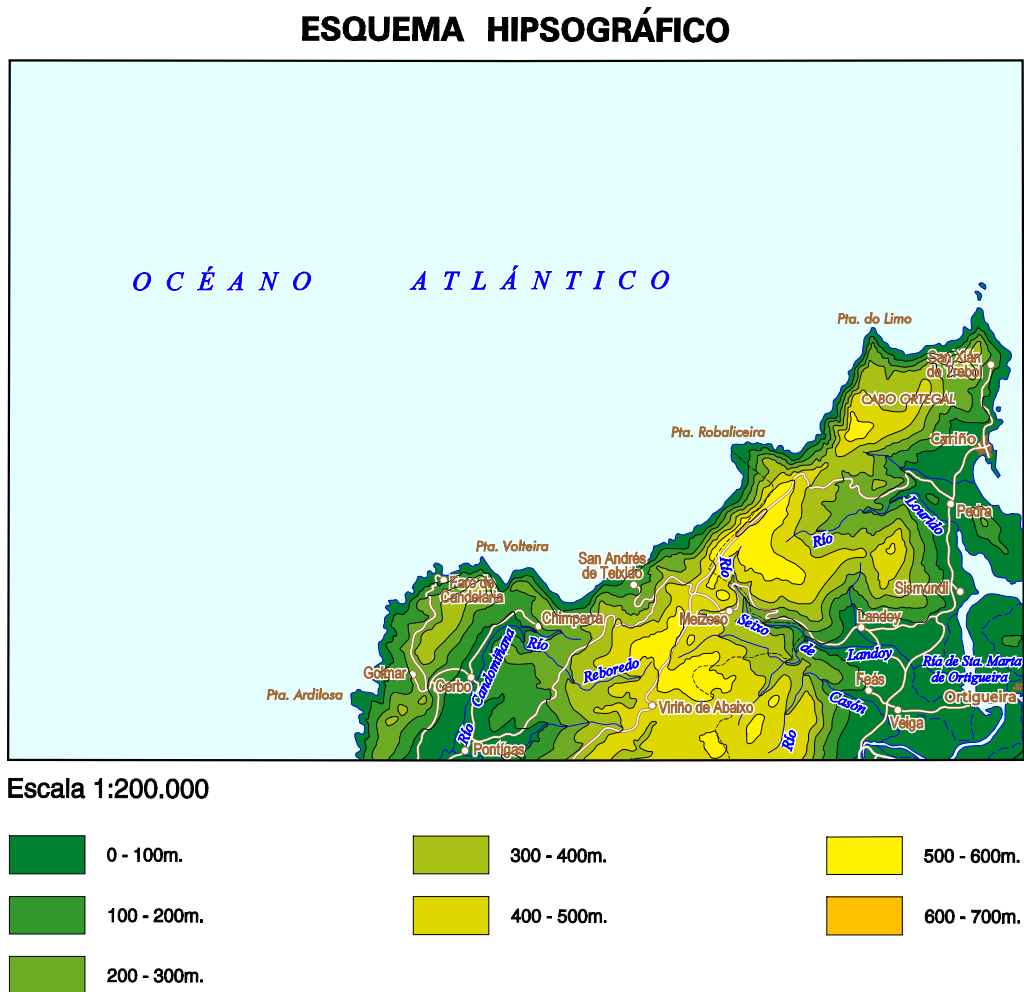 ESQUEMA HIPSOGRÁFICO
OCÉANO ATLÁNTICO
Pta. do Limo
San Xián
do Trebol
CABO ORTEGAL
Pta. Robaliceira
Cariño
Lourido
Pedra
Río
Pta. Volteira
San Andrés
de Teixido
Río
Faro de
Candelaria
Sismundi
Chimparra
Meizoso
Seixo
Landoy
Río
de
Landoy
Candomiñana
Reboredo
Ría de Sta. Marta
de Ortigueira
Golmar
Cerbo
Feás
Pta. Ardilosa
Ortigueira
Casón
Viriño de Abaixo
Veiga
Río
Río
Pontigas
Escala 1:200.000
0 - 100m.
300 - 400m.
500 - 600m.
100 - 200m.
400 - 500m.
600 - 700m.
200 - 300m.